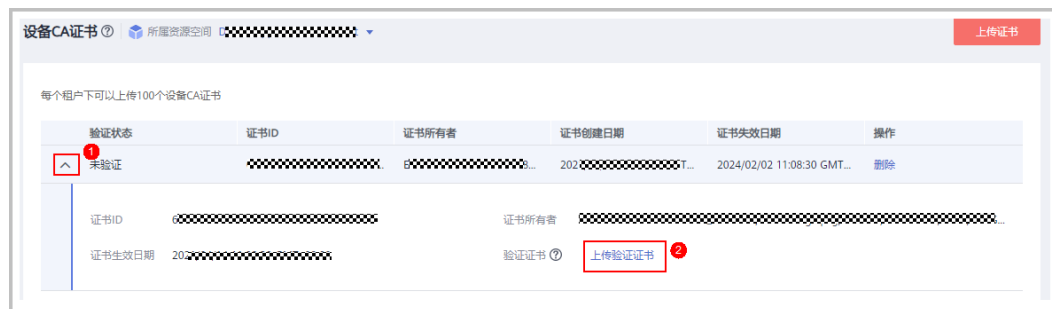 设备CA证书 ? 所属资源空间 上传证书
每个租户下可以上传100个设备CA证书
验证状态 证书ID 证书所有者 证书创建日期 证书失效日期 操作
1 未验证 2024/02/02 11:08:30 GMT... 删除
证书ID 证书所有者
证书生效日期 验证证书 ? 上传验证证书 2